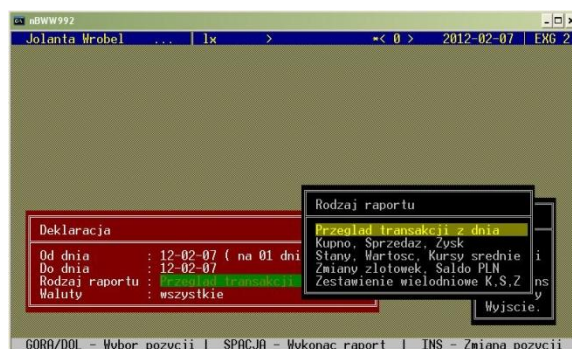 nBWW992
Jolanta Wrobel ... | lx > *< 0 > 2012-02-07 | EXG 2
Rodzaj raportu
Przeglad transakcji z dnia
Kupno, Sprzedaz, Zysk
Stany, Wartosc, Kursy srednie
Zmiany zlotowek, Saldo PLN
Zestawienie wielodniowe K,S,Z
Deklaracja
Od dnia : 12-02-07 ( na 01 dni
Do dnia : 12-02-07
Rodzaj raportu : Przeglad transakcji
Waluty : wszystkie
i
ns
y
Wyjscie.
GORA/DOL - Wybor pozycji | SPACJA - Wykonac raport | INS - Zmiana pozycji